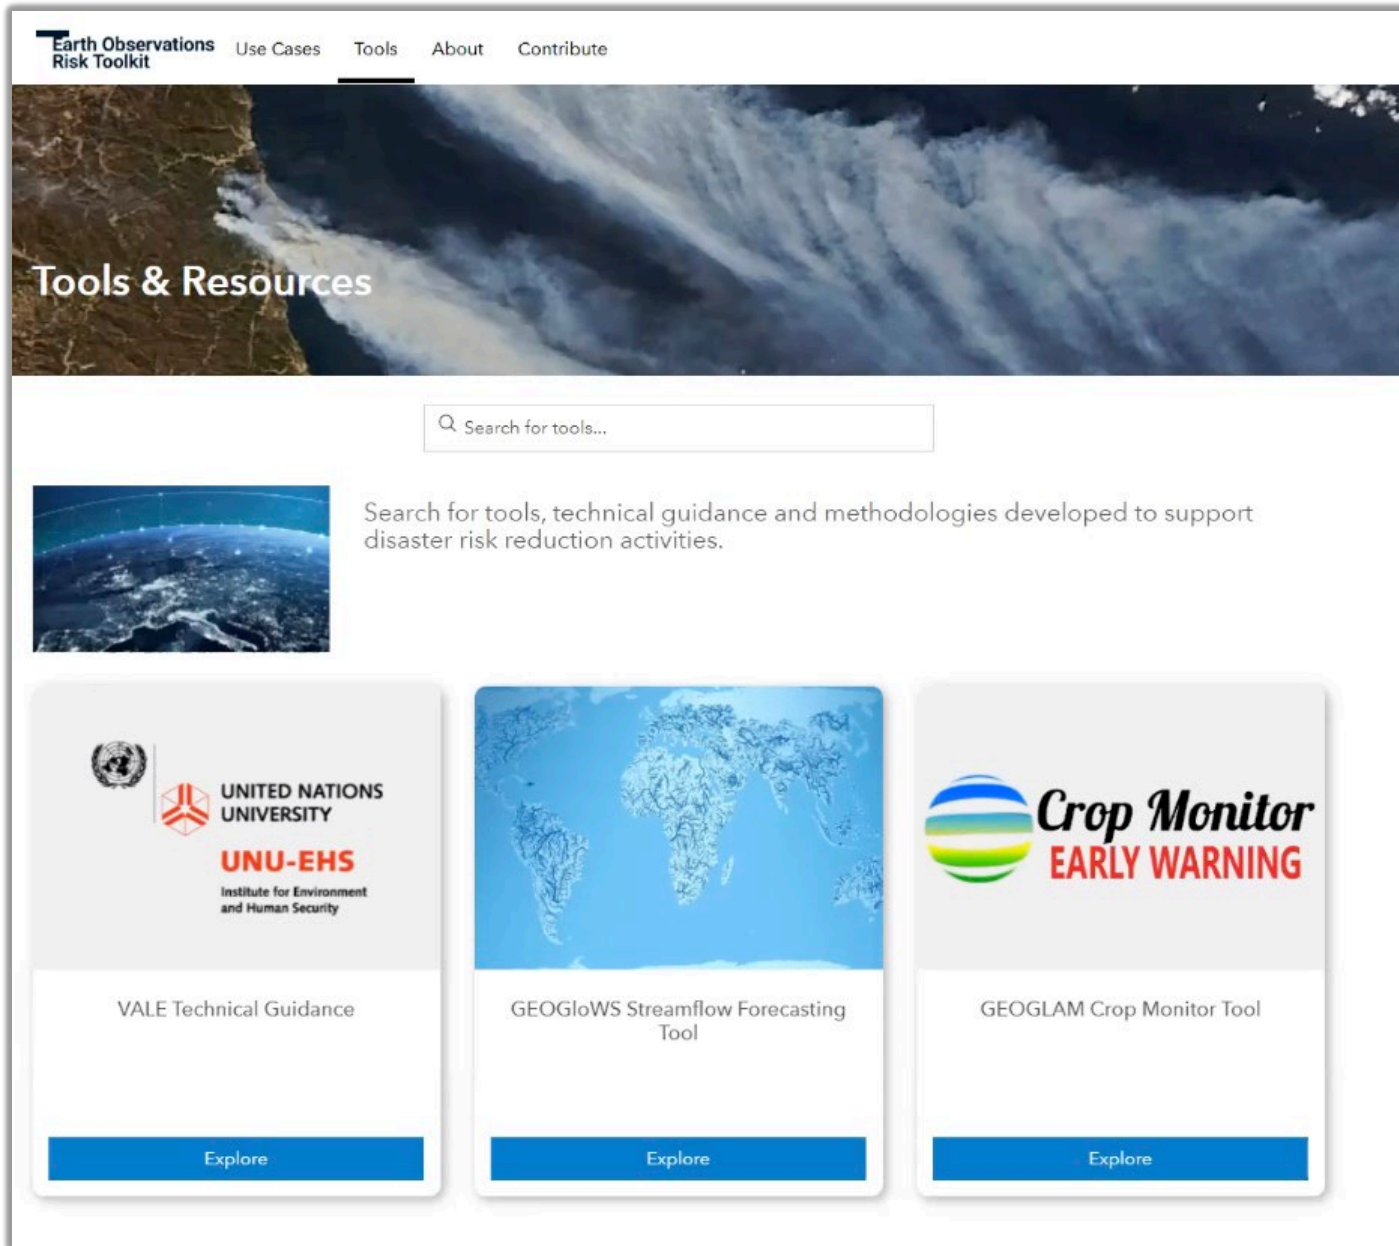 Earth Observations
Risk Toolkit
Use Cases Tools About Contribute
Tools & Resources
Search for tools...
Search for tools, technical guidance and methodologies developed to support
disaster risk reduction activities.
UNITED NATIONS
UNIVERSITY
UNU-EHS
Institute for Environment
and Human Security
VALE Technical Guidance
Explore
GEOGloWS Streamflow Forecasting
Tool
Explore
Crop Monitor
EARLY WARNING
GEOGLAM Crop Monitor Tool
Explore